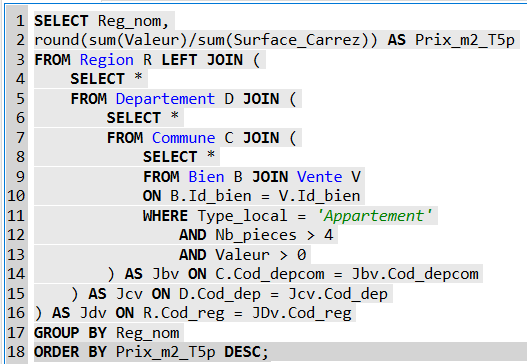 1 SELECT Reg_nom,
2 round(sum(Valeur)/sum(Surface_Carrez)) AS Prix_m2_T5p
3 FROM Region R LEFT JOIN (
4 SELECT *
5 FROM Departement D JOIN (
6 SELECT *
7 FROM Commune C JOIN (
8 SELECT *
9 FROM Bien B JOIN Vente V
10 ON B.Id_bien = V.Id_bien
11 WHERE Type_local = 'Appartement'
12 AND Nb_pieces > 4
13 AND Valeur > 0
14 ) AS Jbv ON C.Cod_depcom = Jbv.Cod_depcom
15 ) AS Jcv ON D.Cod_dep = Jcv.Cod_dep
16 ) AS Jdv ON R.Cod_reg = JDv.Cod_reg
17 GROUP BY Reg_nom
18 ORDER BY Prix_m2_T5p DESC;